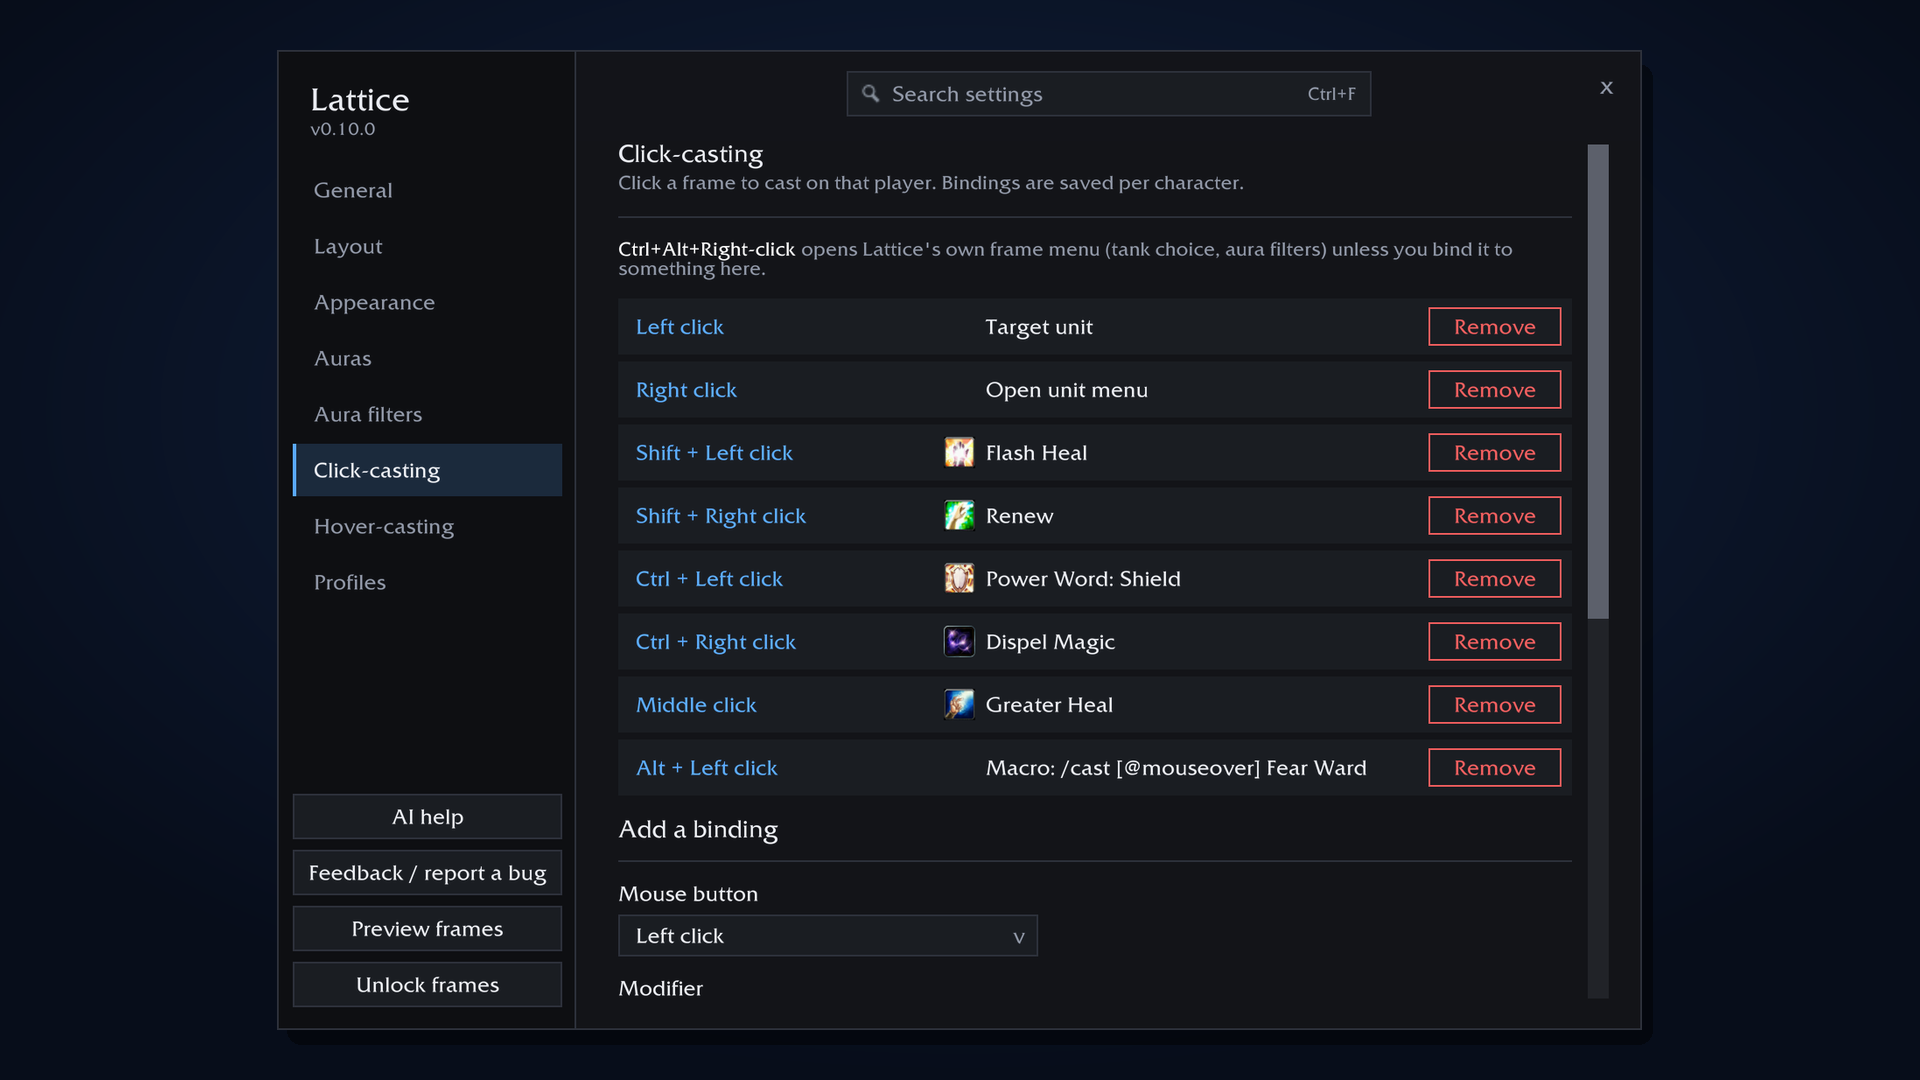 Lattice
v0.10.0
General
Layout
Appearance
Auras
Aura filters
Click-casting
Hover-casting
Profiles
AI help
Feedback / report a bug
Preview frames
Unlock frames
Search settings
Ctrl+F
X
Click-casting
Click a frame to cast on that player. Bindings are saved per character.
Ctrl+Alt+Right-click opens Lattice's own frame menu (tank choice, aura filters) unless you bind it to
something here.
Left click Target unit Remove
Right click Open unit menu Remove
Shift + Left click Flash Heal Remove
Shift + Right click Renew Remove
Ctrl + Left click Power Word: Shield Remove
Ctrl + Right click Dispel Magic Remove
Middle click Greater Heal Remove
Alt + Left click Macro: /cast [@mouseover] Fear Ward Remove
Add a binding
Mouse button
Left click v
Modifier